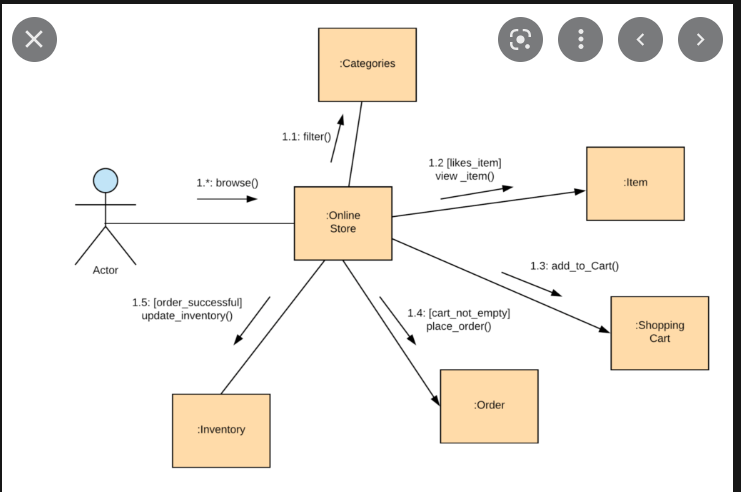 :Categories
1.1: filter()
1.2 [likes_item]
view _item()
:Item
1.*: browse()
:Online
Store
Actor
1.3: add_to_Cart()
1.5: [order_successful]
update_inventory()
1.4: [cart_not_empty]
place_order()
:Shopping
Cart
:Order
:Inventory